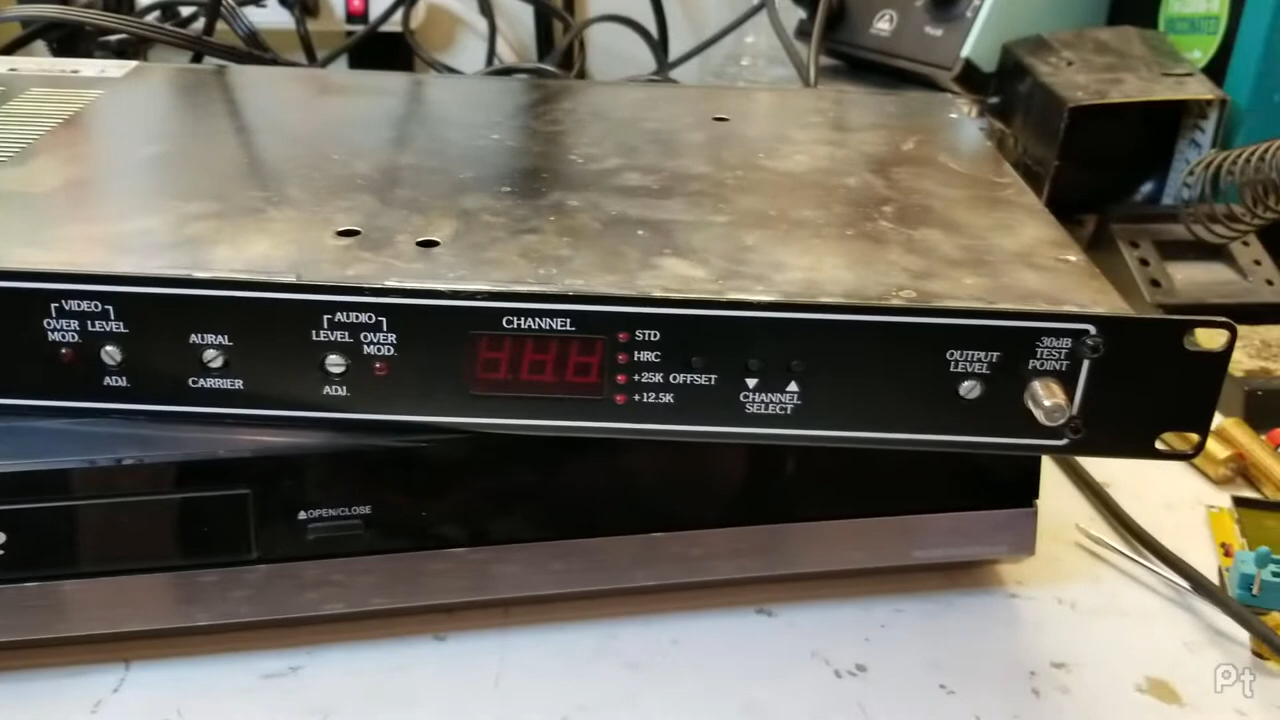 VIDEO
OVER LEVEL
MOD.
ADJ.
AURAL
CARRIER
AUDIO
LEVEL OVER
MOD.
ADJ.
CHANNEL
STD
HRC
+25K OFFSET
+12.5K
▼ ▲
CHANNEL
SELECT
OUTPUT
LEVEL
-30dB
TEST
POINT
▲OPEN/CLOSE
Pt